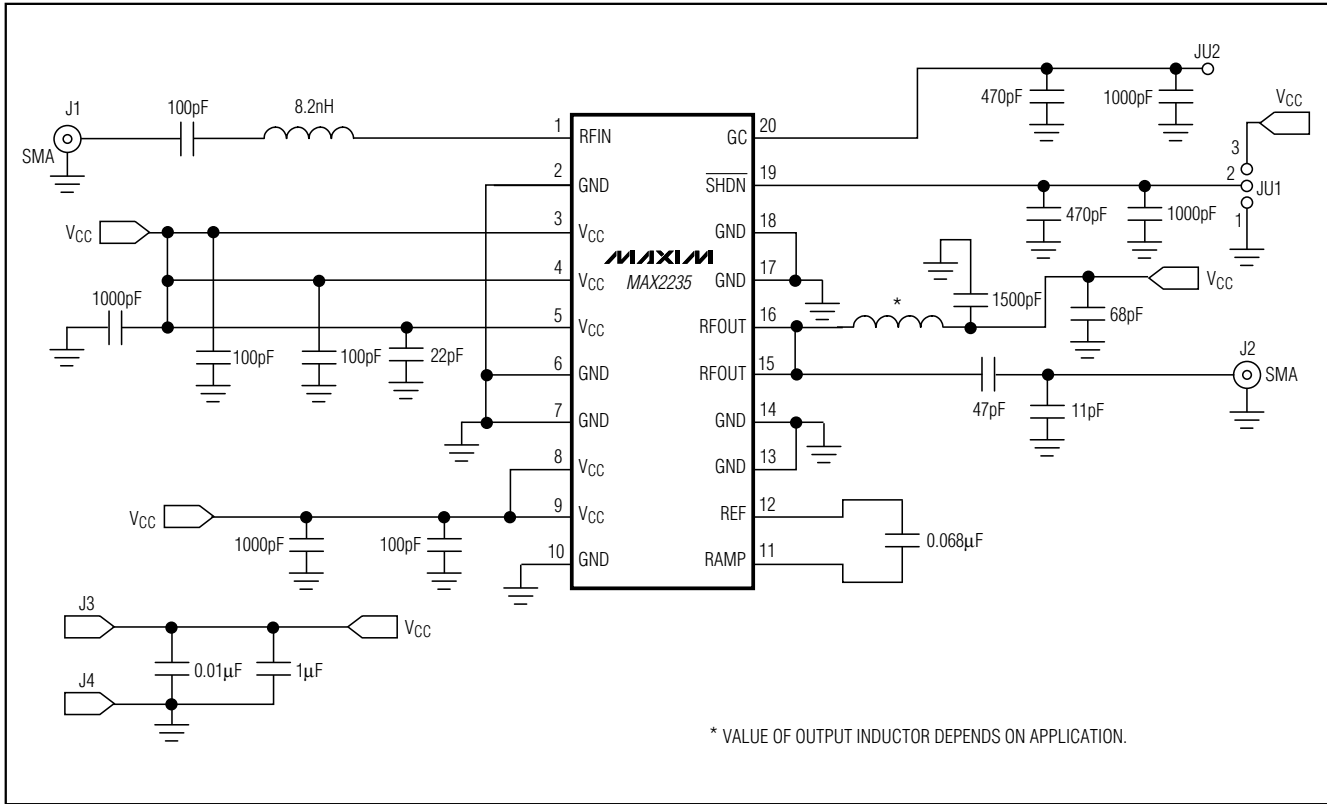 JU2
J1
100pF
8.2nH
470pF
1000pF
VCC
SMA
1
RFIN
GC
20
3
2
GND
SHDN
19
2
JU1
VCC
3
VCC
GND
18
470pF
1000pF
1
MAXIM
MAX2235
4
VCC
GND
17
1000pF
5
VCC
RFOUT
16
*
1500pF
VCC
68pF
100pF
100pF
22pF
6
GND
RFOUT
15
J2
SMA
7
GND
GND
14
47pF
11pF
8
VCC
GND
13
VCC
9
VCC
REF
12
1000pF
100pF
0.068µF
10
GND
RAMP
11
J3
VCC
0.01µF
1µF
J4
* VALUE OF OUTPUT INDUCTOR DEPENDS ON APPLICATION.